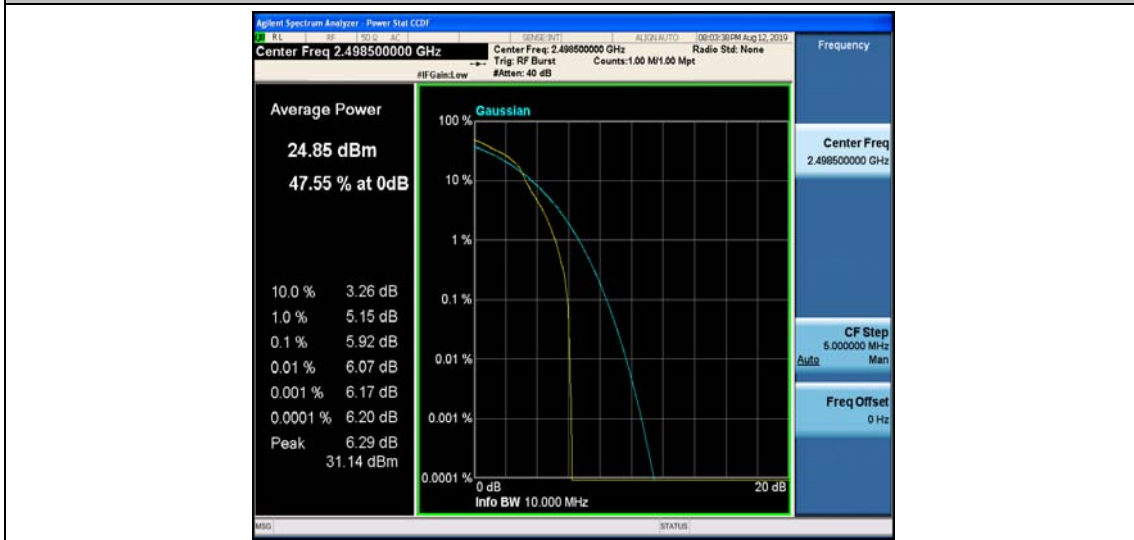 Agilent Spectrum Analyzer - Power Stat CCDF
RL RF 50 Ω AC SENSE:INT ALIGN AUTO 08:03:38 PM Aug 12, 2019
Center Freq 2.498500000 GHz
Center Freq: 2.498500000 GHz Radio Std: None
Trig: RF Burst Counts:1.00 M/1.00 Mpt
#IFGain:Low #Atten: 40 dB
Frequency
Average Power
24.85 dBm
47.55 % at 0dB
10.0 % 3.26 dB
1.0 % 5.15 dB
0.1 % 5.92 dB
0.01 % 6.07 dB
0.001 % 6.17 dB
0.0001 % 6.20 dB
Peak 6.29 dB
31.14 dBm
Gaussian
100 %
10 %
1 %
0.1 %
0.01 %
0.001 %
0.0001 %
0 dB 20 dB
Info BW 10.000 MHz
Center Freq
2.498500000 GHz
CF Step
5.000000 MHz
Auto Man
Freq Offset
0 Hz
MSG STATUS